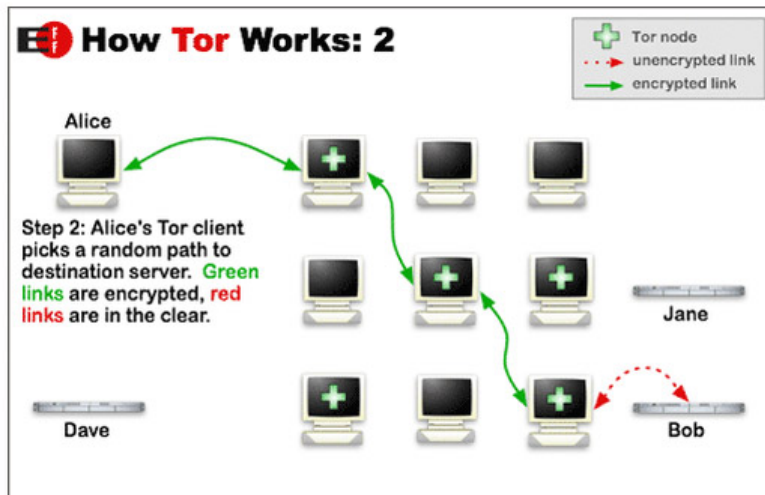 EFF How Tor Works: 2
Tor node
unencrypted link
encrypted link
Alice
Step 2: Alice's Tor client
picks a random path to
destination server. Green
links are encrypted, red
links are in the clear.
Jane
Dave
Bob